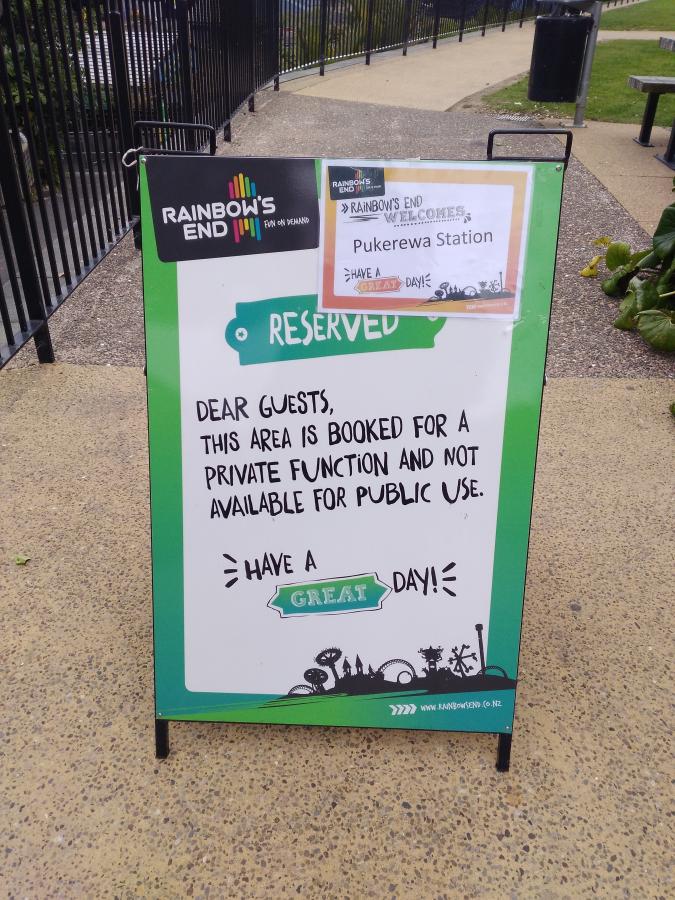 RAINBOW'S
END
FUN ON DEMAND
RAINBOW'S
END
RAINBOW'S END
WELCOMES
Pukerewa Station
HAVE A
GREAT DAY!
RESERVED
DEAR GUESTS,
THIS AREA IS BOOKED FOR A
PRIVATE FUNCTION AND NOT
AVAILABLE FOR PUBLIC USE.
HAVE A
GREAT DAY!
WWW.RAINBOWSEND.CO.NZ